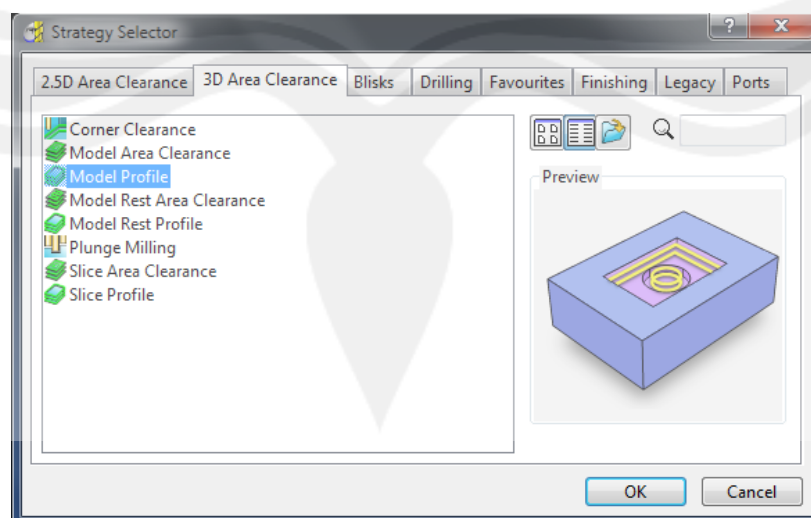 Strategy Selector
2.5D Area Clearance 3D Area Clearance Blisks Drilling Favourites Finishing Legacy Ports
Corner Clearance
Model Area Clearance
Model Profile
Model Rest Area Clearance
Model Rest Profile
Plunge Milling
Slice Area Clearance
Slice Profile
Preview
OK Cancel